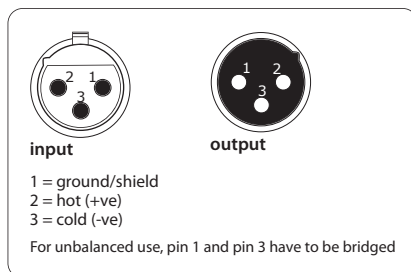 2 1
3
1 2
3
input
output
1 = ground/shield
2 = hot (+ve)
3 = cold (-ve)
For unbalanced use, pin 1 and pin 3 have to be bridged